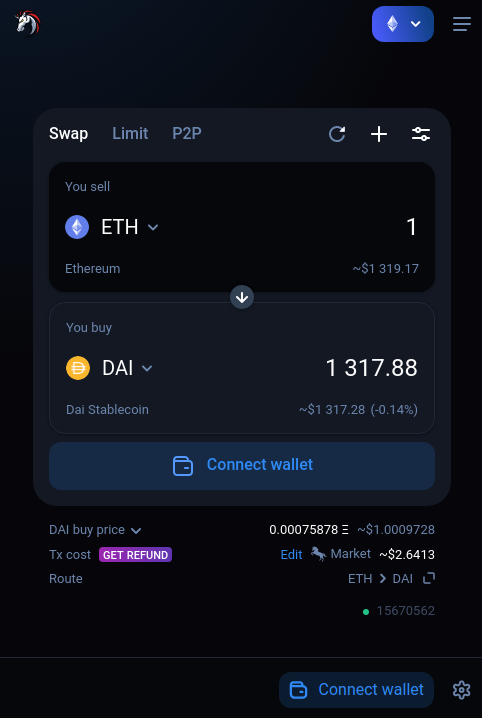 Swap Limit P2P
You sell
ETH 1
Ethereum ~$1 319.17
You buy
DAI 1 317.88
Dai Stablecoin ~$1 317.28 (-0.14%)
Connect wallet
DAI buy price 0.00075878 Ξ ~$1.0009728
Tx cost GET REFUND Edit Market ~$2.6413
Route ETH > DAI
15670562
Connect wallet